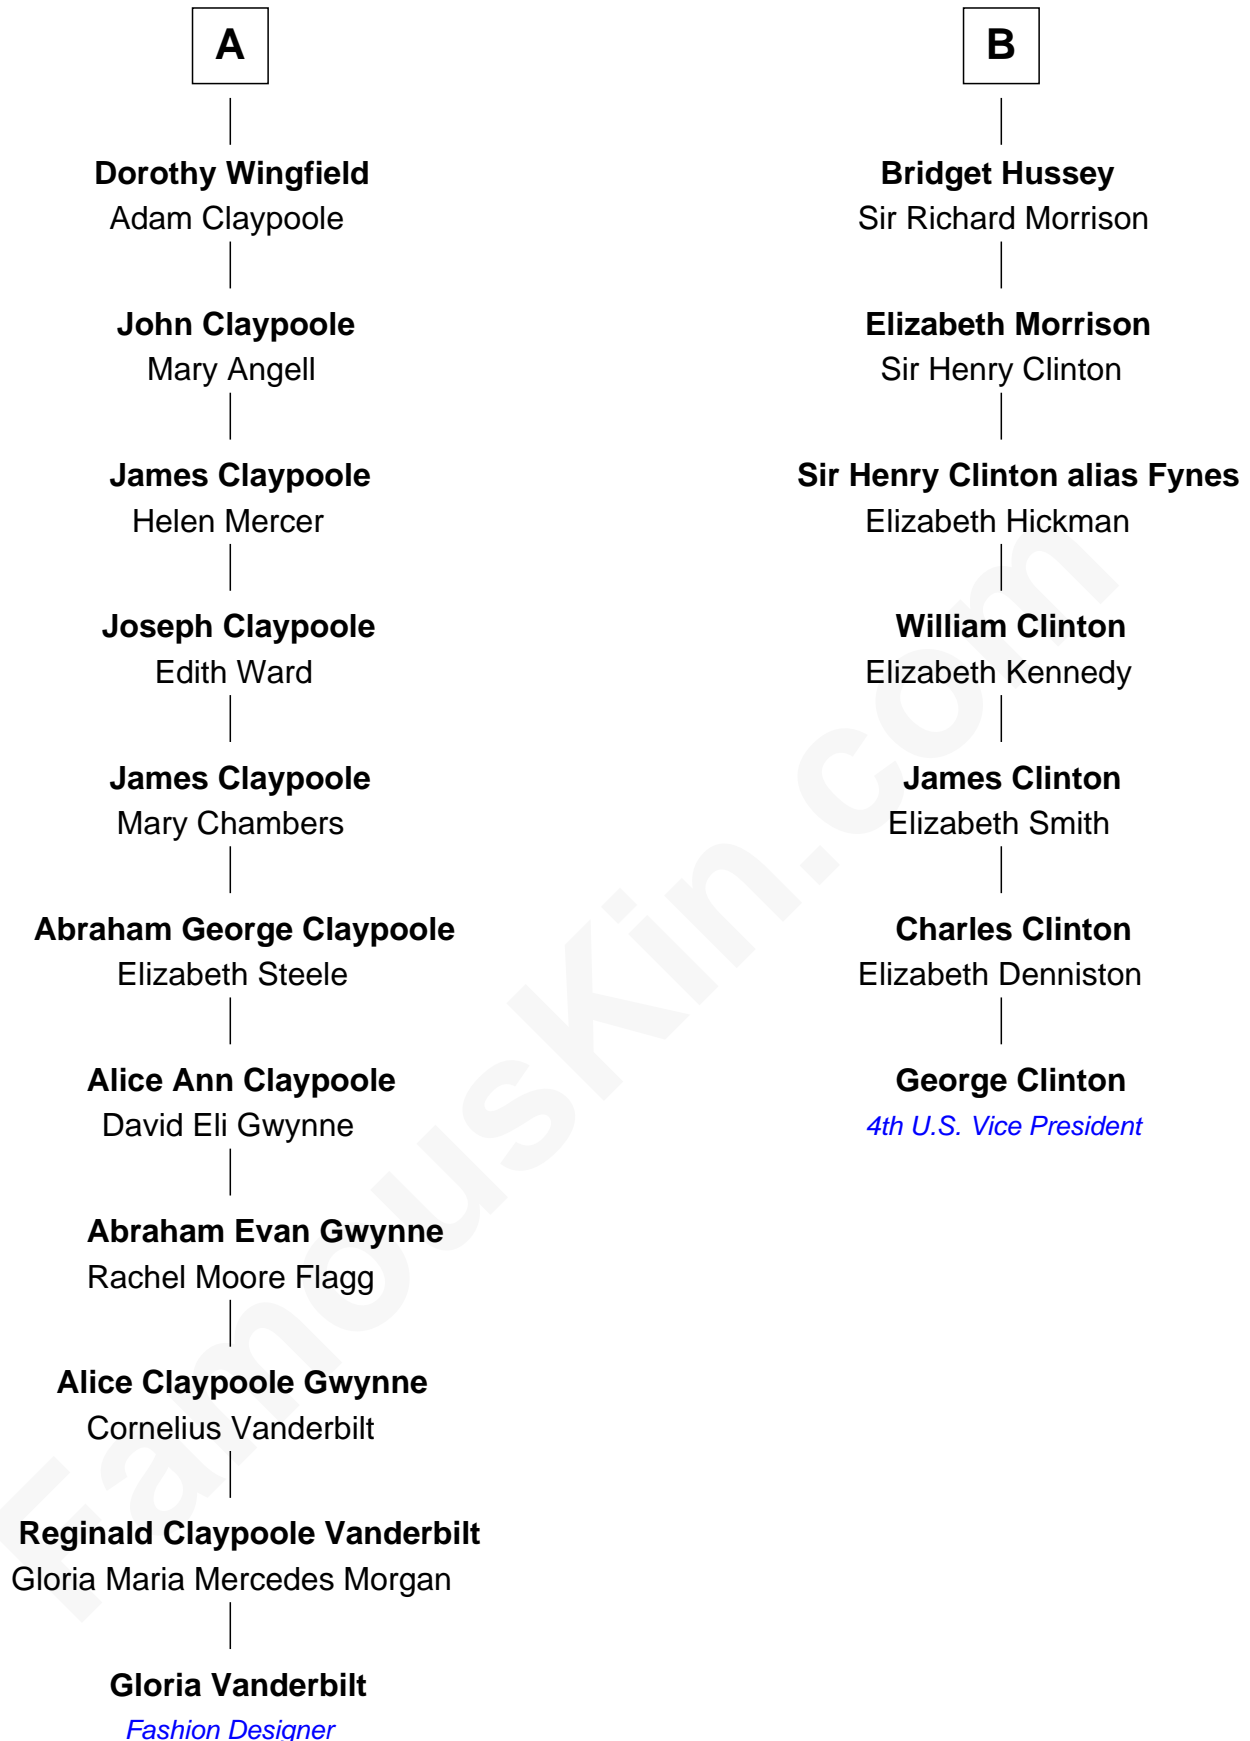 A
Dorothy Wingfield
Adam Claypoole
John Claypoole
Mary Angell
James Claypoole
Helen Mercer
Joseph Claypoole
Edith Ward
James Claypoole
Mary Chambers
Abraham George Claypoole
Elizabeth Steele
Alice Ann Claypoole
David Eli Gwynne
Abraham Evan Gwynne
Rachel Moore Flagg
Alice Claypoole Gwynne
Cornelius Vanderbilt
Reginald Claypoole Vanderbilt
Gloria Maria Mercedes Morgan
Gloria Vanderbilt
Fashion Designer
B
Bridget Hussey
Sir Richard Morrison
Elizabeth Morrison
Sir Henry Clinton
Sir Henry Clinton alias Fynes
Elizabeth Hickman
William Clinton
Elizabeth Kennedy
James Clinton
Elizabeth Smith
Charles Clinton
Elizabeth Denniston
George Clinton
4th U.S. Vice President
FamousKin.com